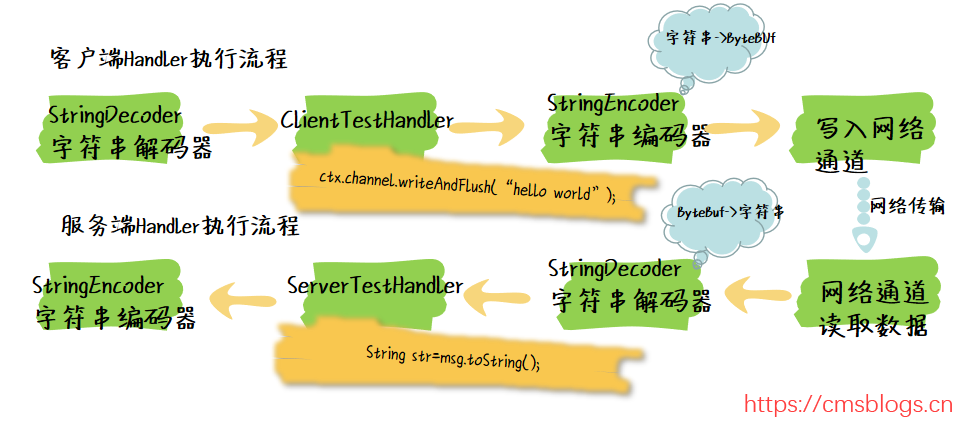 客户端Handler执行流程
字符串->ByteBUf
StringDecoder
字符串解码器
ClientTestHandler
StringEncoder
字符串编码器
写入网络
通道
ctx.channel.writeAndFlush(“hello world”);
网络传输
服务端Handler执行流程
ByteBuf->字符串
StringEncoder
字符串编码器
ServerTestHandler
StringDecoder
字符串解码器
网络通道
读取数据
String str=msg.toString();
https://cmsblogs.cn